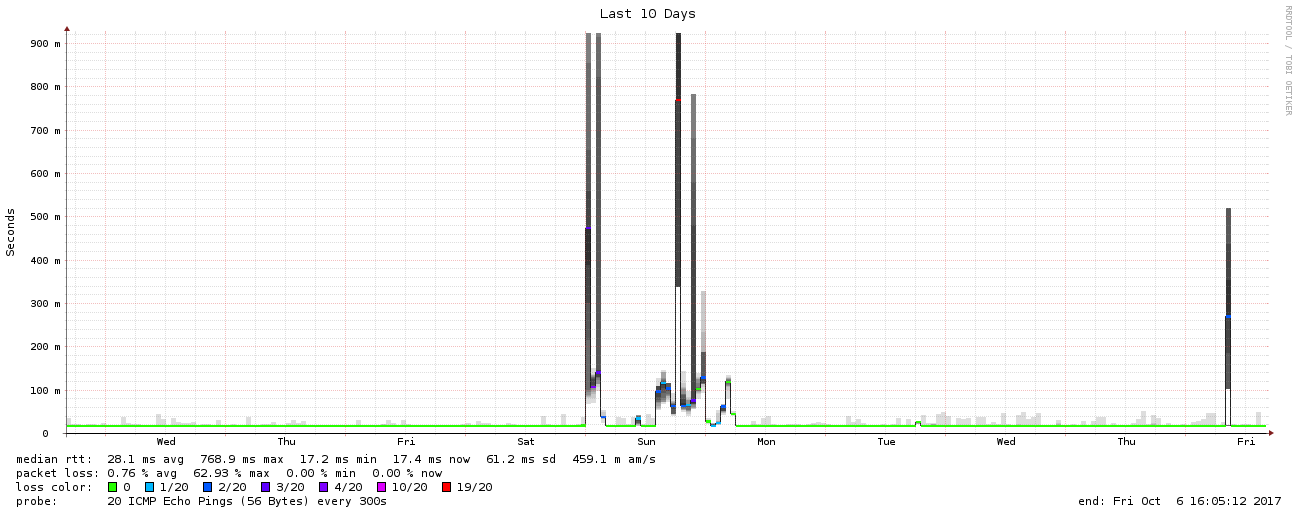 Last 10 Days
RRDTOOL / TOBI OETIKER
Seconds
900 m
800 m
700 m
600 m
500 m
400 m
300 m
200 m
100 m
0
Wed Thu Fri Sat Sun Mon Tue Wed Thu Fri
median rtt: 28.1 ms avg 768.9 ms max 17.2 ms min 17.4 ms now 61.2 ms sd 459.1 m am/s
packet loss: 0.76 % avg 62.93 % max 0.00 % min 0.00 % now
loss color: 0 1/20 2/20 3/20 4/20 10/20 19/20
probe: 20 ICMP Echo Pings (56 Bytes) every 300s end: Fri Oct 6 16:05:12 2017